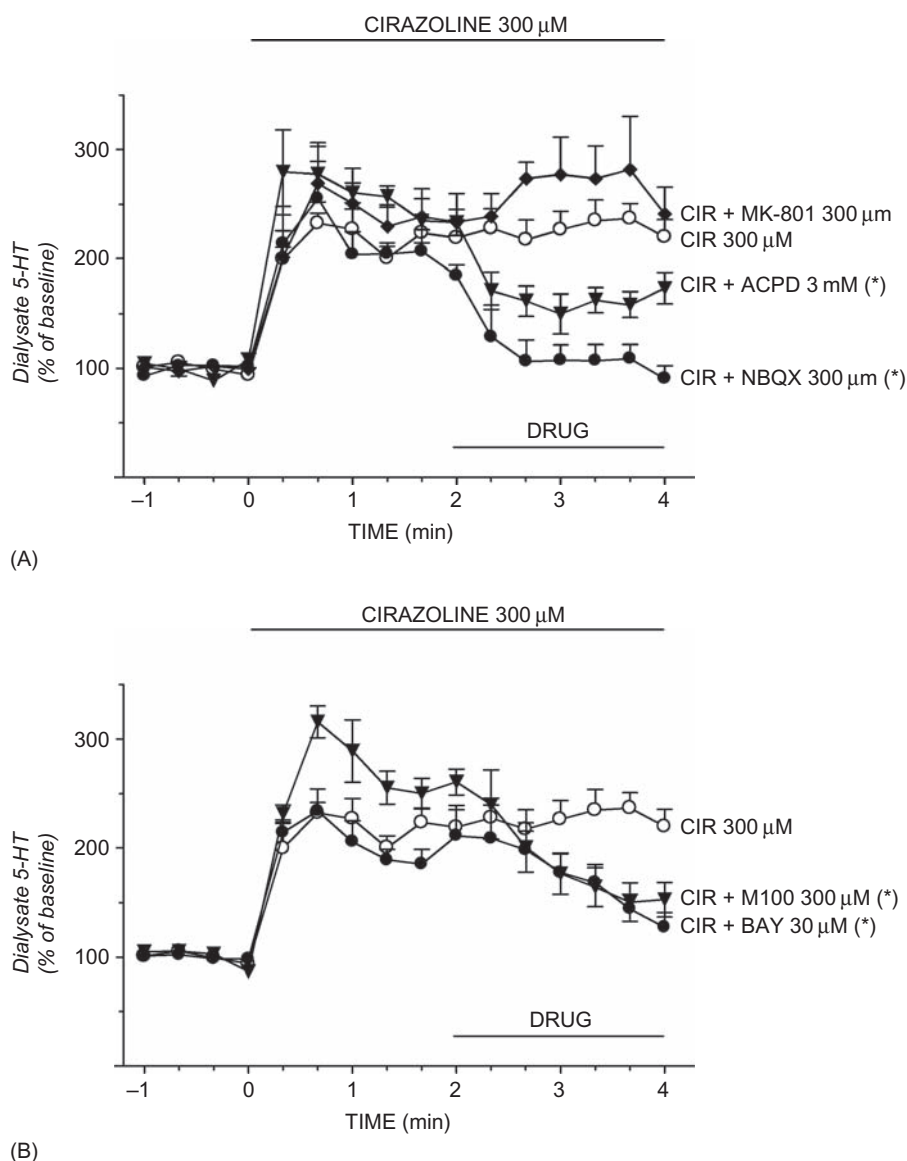 CIRAZOLINE 300 μM
300
200
100
Dialysate 5-HT
(% of baseline)
CIR + MK-801 300 μm
CIR 300 μM
CIR + ACPD 3 mM (*)
CIR + NBQX 300 μm (*)
DRUG
–1 0 1 2 3 4
TIME (min)
(A)
CIRAZOLINE 300 μM
300
200
100
Dialysate 5-HT
(% of baseline)
CIR 300 μM
CIR + M100 300 μM (*)
CIR + BAY 30 μM (*)
DRUG
–1 0 1 2 3 4
TIME (min)
(B)